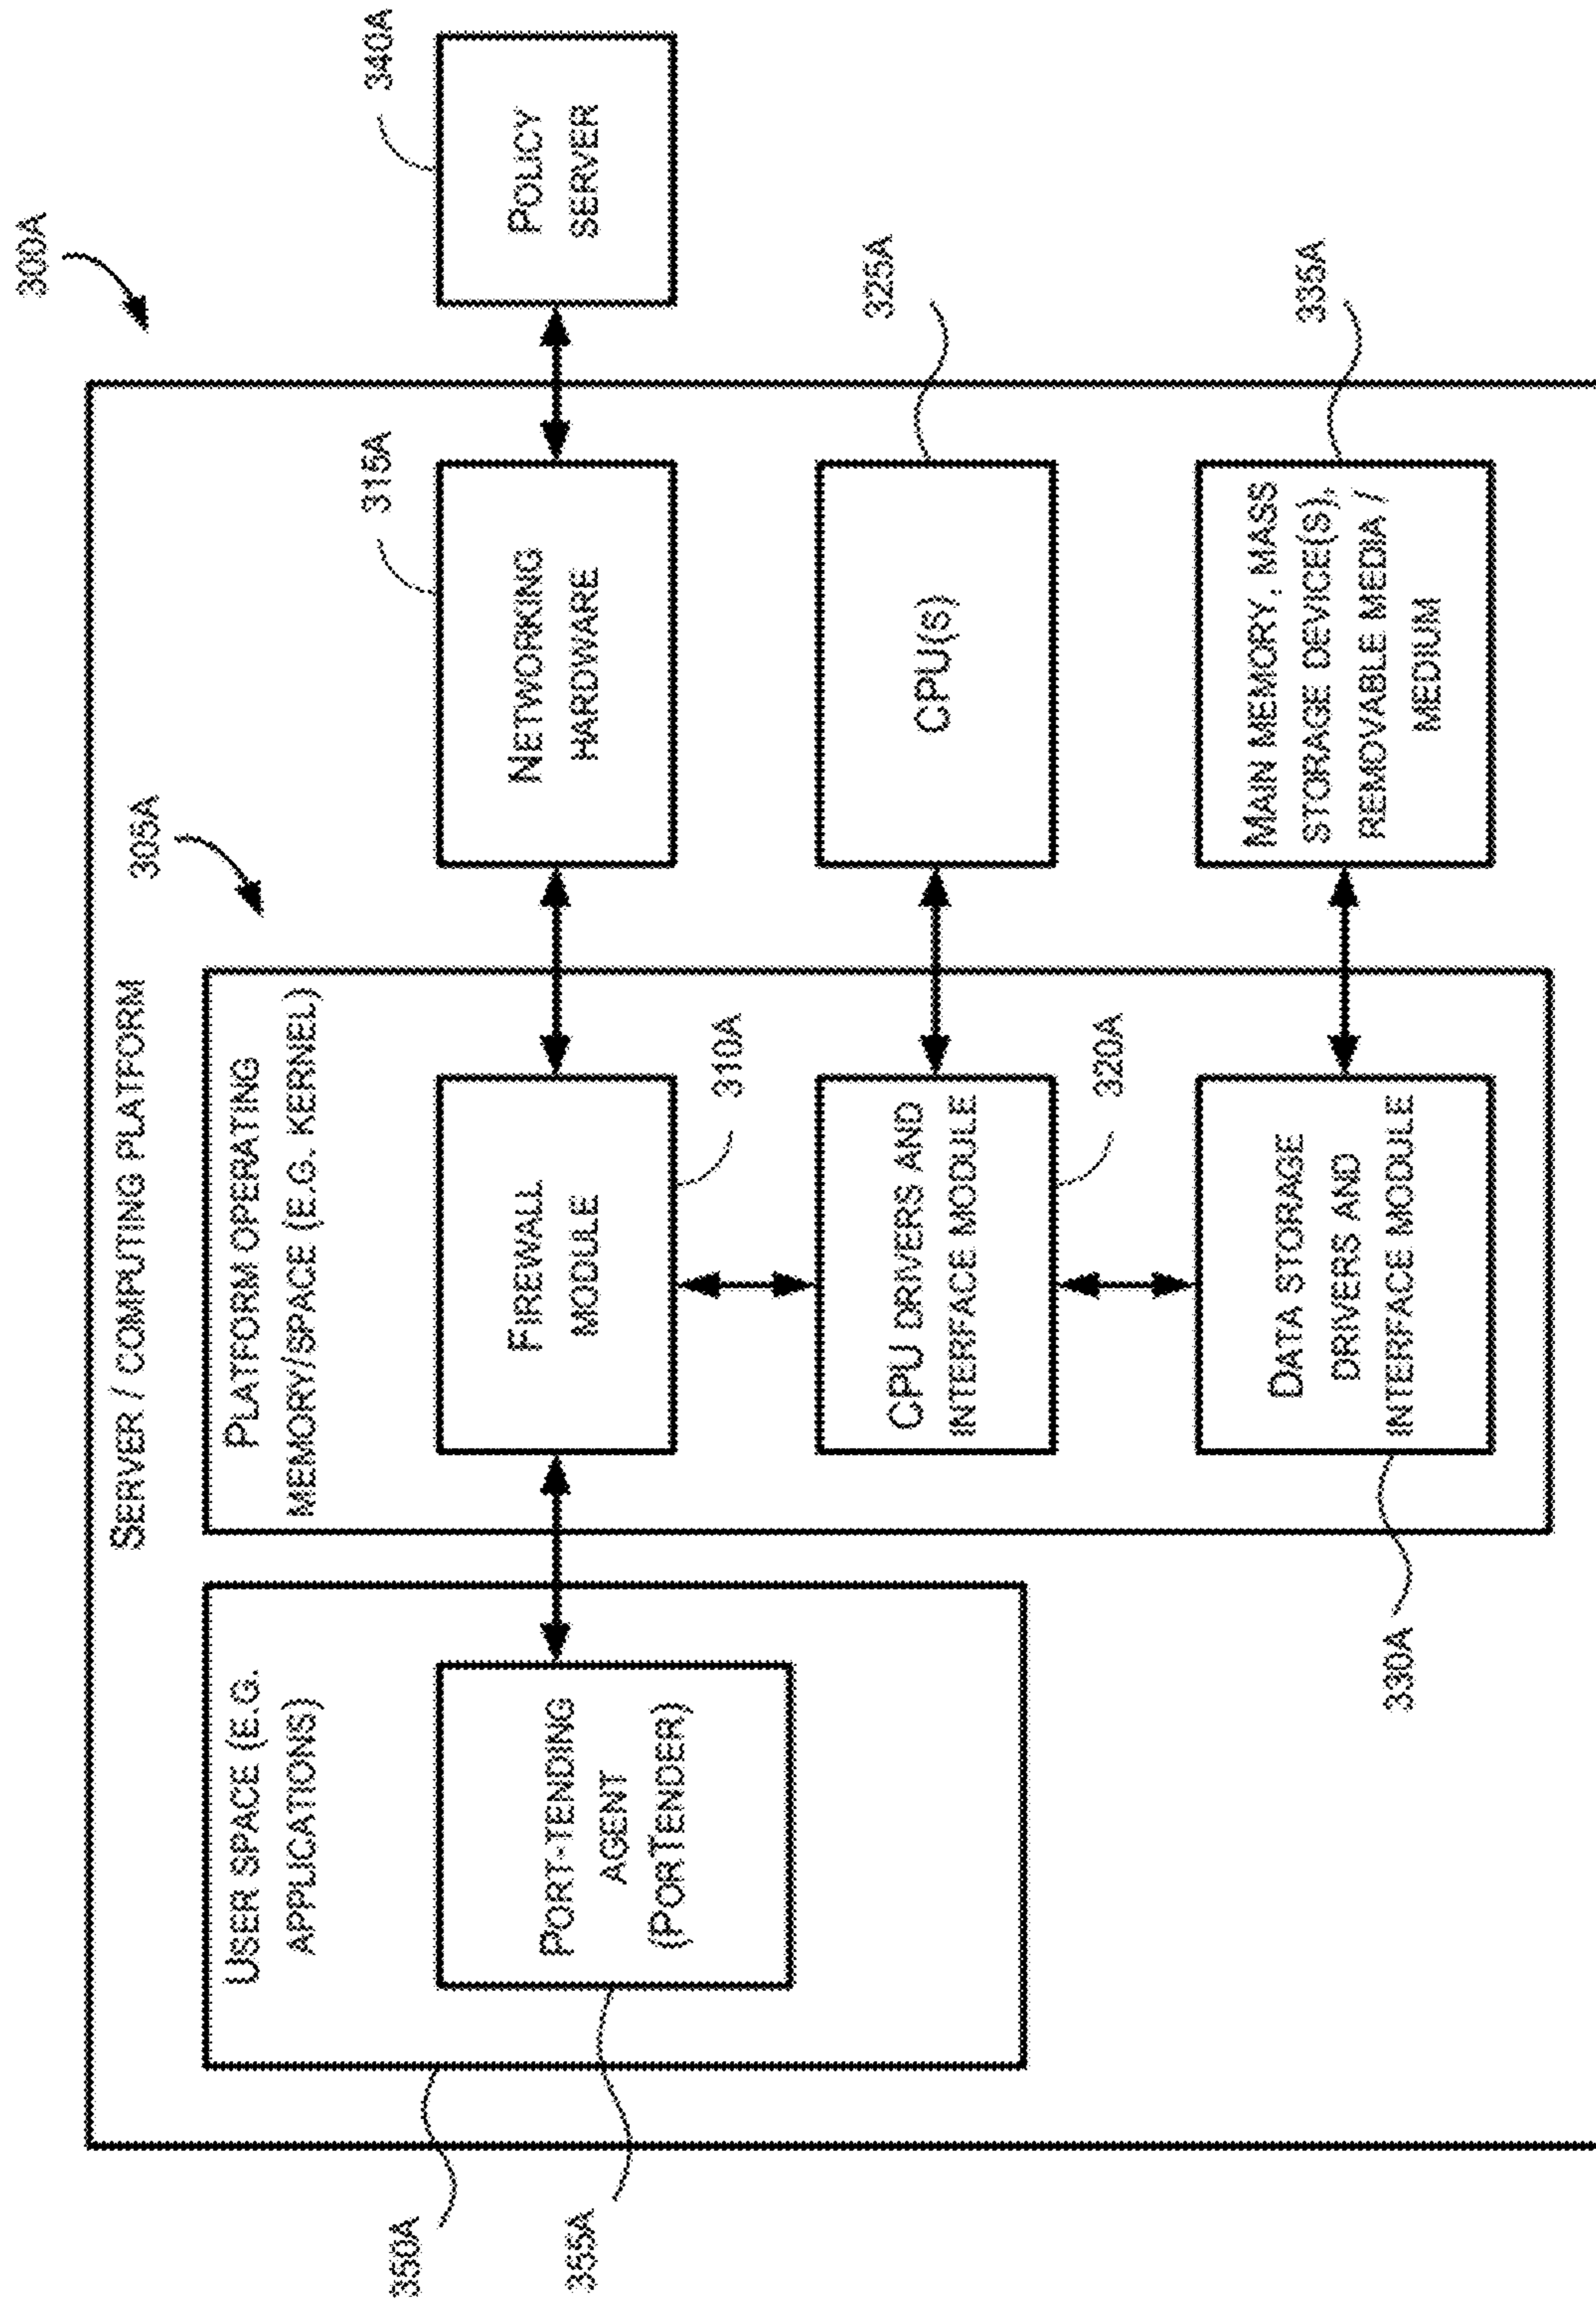 300A
SERVER / COMPUTING PLATFORM
305A
350A
USER SPACE (E.G.
APPLICATIONS)
PLATFORM OPERATING
MEMORY/SPACE (E.G. KERNEL)
355A
PORT-TENDING
AGENT
(PORTENDER)
FIREWALL
MODULE
310A
315A
NETWORKING
HARDWARE
340A
POLICY
SERVER
CPU DRIVERS AND
INTERFACE MODULE
320A
325A
CPU(S)
330A
DATA STORAGE
DRIVERS AND
INTERFACE MODULE
335A
MAIN MEMORY, MASS
STORAGE DEVICE(S),
REMOVABLE MEDIA /
MEDIUM